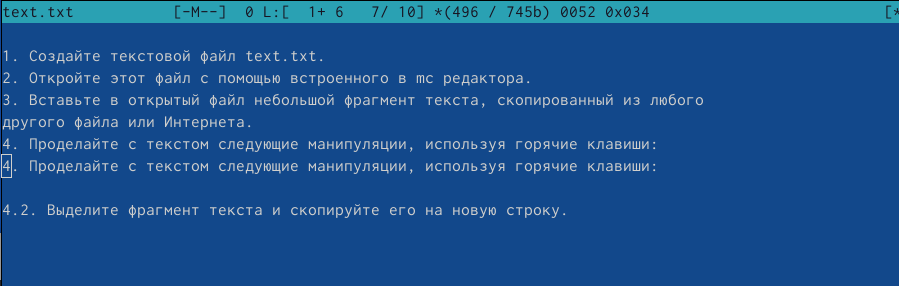 text.txt [-M--] 0 L:[ 1+ 6 7/ 10] *(496 / 745b) 0052 0x034 [*
1. Создайте текстовой файл text.txt.
2. Откройте этот файл с помощью встроенного в mc редактора.
3. Вставьте в открытый файл небольшой фрагмент текста, скопированный из любого
другого файла или Интернета.
4. Проделайте с текстом следующие манипуляции, используя горячие клавиши:
4. Проделайте с текстом следующие манипуляции, используя горячие клавиши:
4.2. Выделите фрагмент текста и скопируйте его на новую строку.